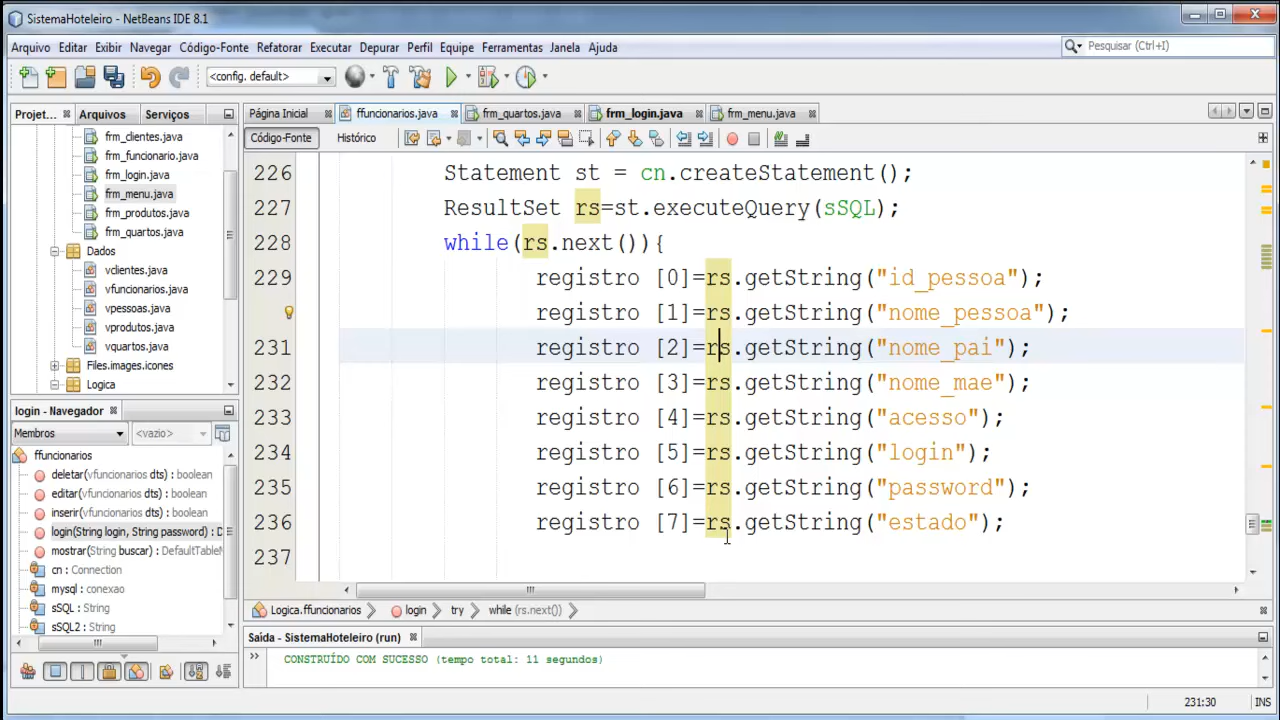 SistemaHoteleiro - NetBeans IDE 8.1
Arquivo Editar Exibir Navegar Código-Fonte Refatorar Executar Depurar Perfil Equipe Ferramentas Janela Ajuda
Pesquisar (Ctrl+I)
<config. default>
Projet... Arquivos Serviços
Página Inicial ffuncionarios.java frm_quartos.java frm_login.java frm_menu.java
Código-Fonte Histórico
frm_clientes.java
frm_funcionario.java
frm_login.java
frm_menu.java
frm_produtos.java
frm_quartos.java
Dados
vclientes.java
vfuncionarios.java
vpessoas.java
vprodutos.java
vquartos.java
Files.images.icones
Logica
login - Navegador
Membros <vazio>
ffuncionarios
deletar(vfuncionarios dts) : boolean
editar(vfuncionarios dts) : boolean
inserir(vfuncionarios dts) : boolean
login(String login, String password) : D
mostrar(String buscar) : DefaultTableM
cn : Connection
mysql : conexao
sSQL : String
sSQL2 : String
226 Statement st = cn.createStatement();
227 ResultSet rs=st.executeQuery(sSQL);
228 while(rs.next()){
229 registro [0]=rs.getString("id_pessoa");
registro [1]=rs.getString("nome_pessoa");
231 registro [2]=rs.getString("nome_pai");
232 registro [3]=rs.getString("nome_mae");
233 registro [4]=rs.getString("acesso");
234 registro [5]=rs.getString("login");
235 registro [6]=rs.getString("password");
236 registro [7]=rs.getString("estado");
237
Logica.ffuncionarios login try while (rs.next())
Saída - SistemaHoteleiro (run)
CONSTRUÍDO COM SUCESSO (tempo total: 11 segundos)
231:30 INS